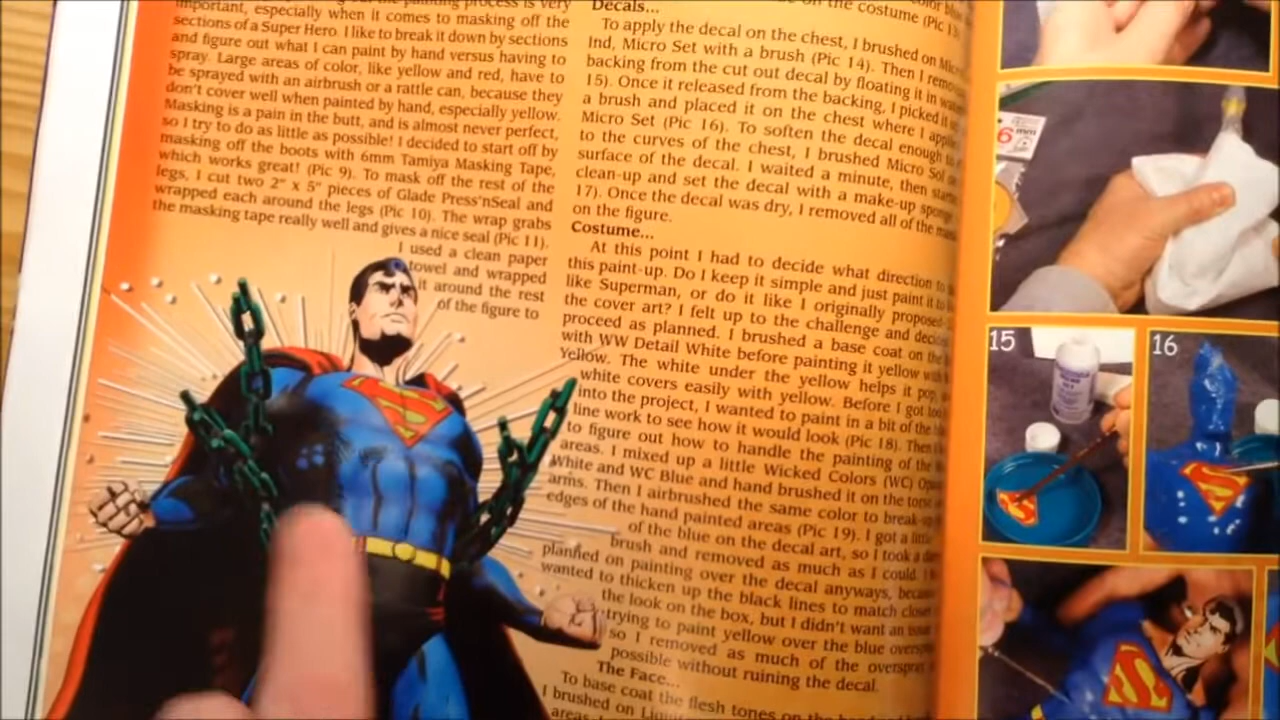 important, especially when it comes to masking off the
sections of a Super Hero. I like to break it down by sections
and figure out what I can paint by hand versus having to
spray. Large areas of color, like yellow and red, have to
be sprayed with an airbrush or a rattle can, because they
don't cover well when painted by hand, especially yellow.
Masking is a pain in the butt, and is almost never perfect,
so I try to do as little as possible! I decided to start off by
masking off the boots with 6mm Tamiya Masking Tape,
which works great! (Pic 9). To mask off the rest of the
legs, I cut two 2" x 5" pieces of Glade Press'nSeal and
wrapped each around the legs (Pic 10). The wrap grabs
the masking tape really well and gives a nice seal (Pic 11).
I used a clean paper
towel and wrapped
it around the rest
of the figure to
Decals...
To apply the decal on the chest, I brushed on
Ind, Micro Set with a brush (Pic 14). Then I
backing from the cut out decal by floating it in
15). Once it released from the backing, I picked it
a brush and placed it on the chest where I
Micro Set (Pic 16). To soften the decal enough
to the curves of the chest, I brushed Micro Sol
surface of the decal. I waited a minute, then
clean-up and set the decal with a make-up
17). Once the decal was dry, I removed all of the
on the figure.
Costume...
At this point I had to decide what direction
this paint-up. Do I keep it simple and just paint it
like Superman, or do it like I originally proposed
the cover art? I felt up to the challenge and
proceed as planned. I brushed a base coat on the
with WW Detail White before painting it yellow
Yellow. The white under the yellow helps it pop,
white covers easily with yellow. Before I got
into the project, I wanted to paint in a bit of the
line work to see how it would look (Pic 18). Then
to figure out how to handle the painting of the
areas. I mixed up a little Wicked Colors (WC)
White and WC Blue and hand brushed it on the
arms. Then I airbrushed the same color to break-
edges of the hand painted areas (Pic 19). I got a little
of the blue on the decal art, so I took a
brush and removed as much as I could.
planned on painting over the decal anyways,
wanted to thicken up the black lines to match
the look on the box, but I didn't want an
trying to paint yellow over the blue
so I removed as much of the overspray
possible without ruining the decal.
The Face...
To base coat the flesh tones on the
I brushed on
6mm
15
16